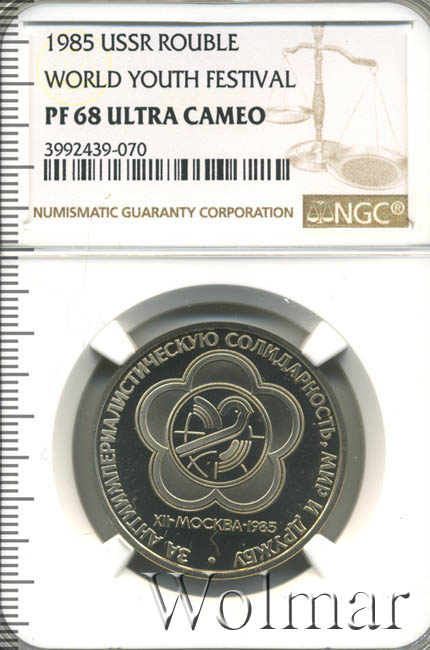 1985 USSR ROUBLE
WORLD YOUTH FESTIVAL
PF 68 ULTRA CAMEO
3992439-070
NUMISMATIC GUARANTY CORPORATION
NGC®
ЗА АНТИИМПЕРИАЛИСТИЧЕСКУЮ СОЛИДАРНОСТЬ, МИР И ДРУЖБУ
XII·МОСКВА·1985
Wolmar